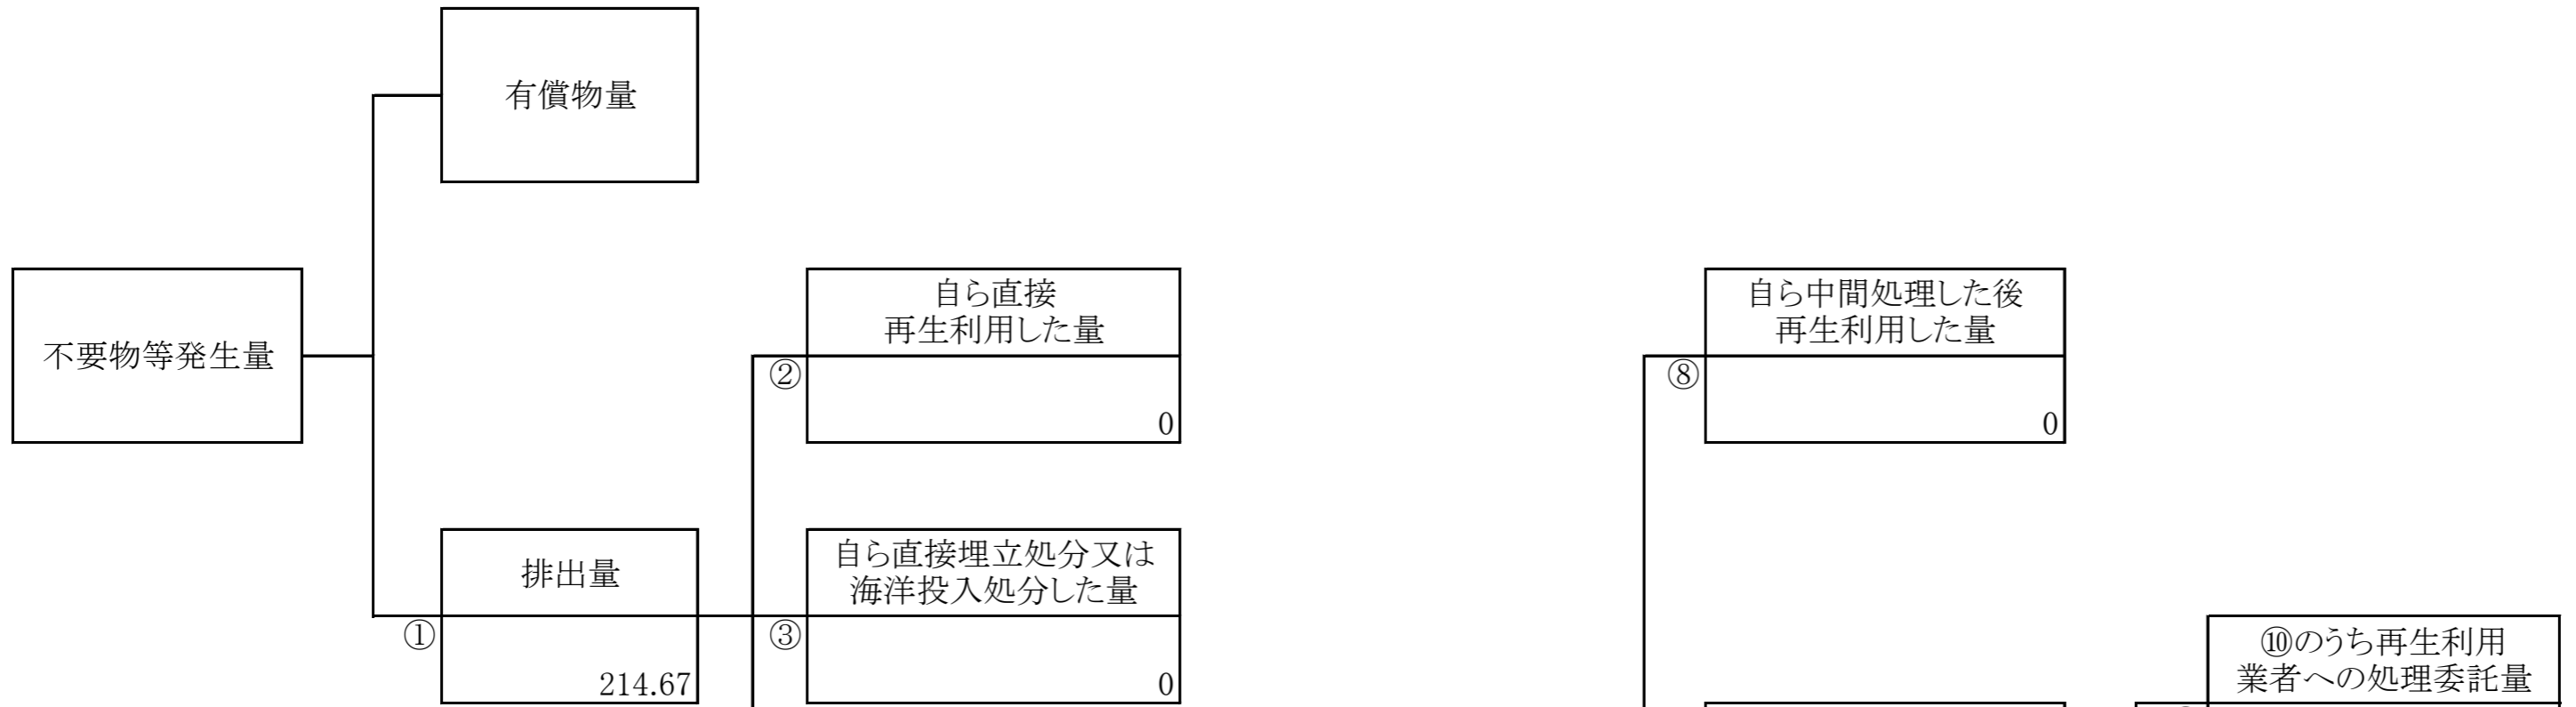 有償物量
不要物等発生量
自ら直接
再生利用した量
②
0
自ら中間処理した後
再生利用した量
⑧
0
排出量
①
214.67
自ら直接埋立処分又は
海洋投入処分した量
③
0
⑩のうち再生利用
業者への処理委託量